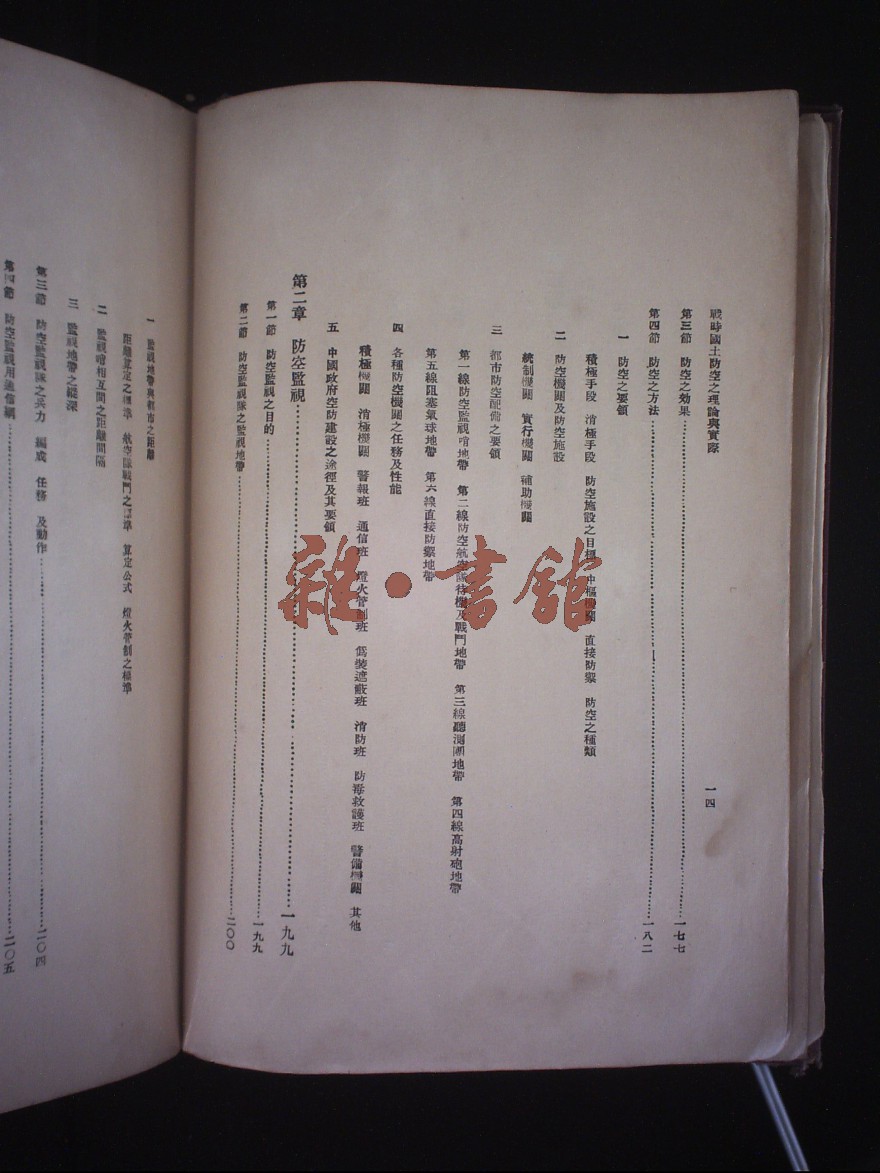 戰時國土防空之理論與實際
一四
第三節 防空之効果……一七七
第四節 防空之方法……一八二
一 防空之要領
積極手段 消極手段 防空施設之目標 中樞機關 直接防禦 防空之種類
二 防空機關及防空施設
統制機關 實行機關 補助機關
三 都市防空配備之要領
第一線防空監視哨地帶 第二線防空航空隊待機及戰鬥地帶 第三線聽測哨地帶 第四線高射砲地帶
第五線阻塞氣球地帶 第六線直接防禦地帶
四 各種防空機關之任務及性能
積極機關 消極機關 警報班 通信班 燈火管制班 偽裝遮蔽班 消防班 防毒救護班 警備機關 其他
五 中國政府空防建設之途徑及其要領
第二章 防空監視……一九九
第一節 防空監視之目的……一九九
第二節 防空監視隊之監視地帶……二〇〇
一 監視地帶與都市之距離
距離算定之標準 航空隊戰鬥之標準 算定公式 燈火管制之標準
二 監視哨相互間之距離間隔
三 監視地帶之縱深
第三節 防空監視隊之兵力 編成 任務 及動作……二〇四
第四節 防空監視用通信網……二〇五
雜·書館